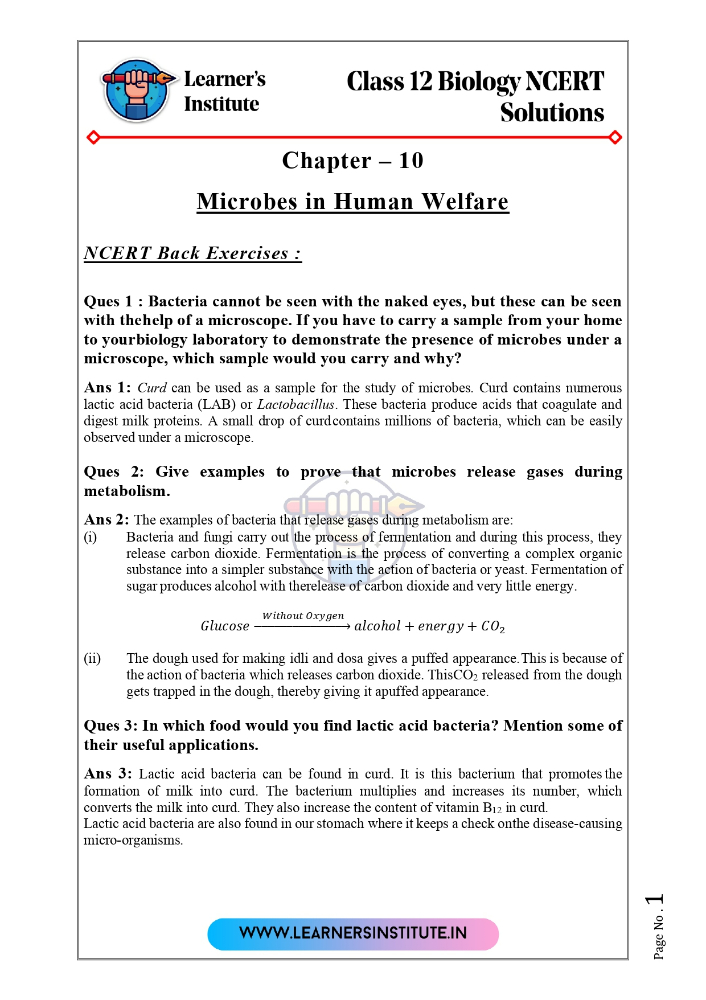 Learner's
Institute
Class 12 Biology NCERT
Solutions
Chapter – 10
Microbes in Human Welfare
NCERT Back Exercises :
Ques 1 : Bacteria cannot be seen with the naked eyes, but these can be seen
with thehelp of a microscope. If you have to carry a sample from your home
to yourbiology laboratory to demonstrate the presence of microbes under a
microscope, which sample would you carry and why?
Ans 1: Curd can be used as a sample for the study of microbes. Curd contains numerous
lactic acid bacteria (LAB) or Lactobacillus. These bacteria produce acids that coagulate and
digest milk proteins. A small drop of curdcontains millions of bacteria, which can be easily
observed under a microscope.
Ques 2: Give examples to prove that microbes release gases during
metabolism.
Ans 2: The examples of bacteria that release gases during metabolism are:
(i) Bacteria and fungi carry out the process of fermentation and during this process, they
release carbon dioxide. Fermentation is the process of converting a complex organic
substance into a simpler substance with the action of bacteria or yeast. Fermentation of
sugar produces alcohol with therelease of carbon dioxide and very little energy.
Without Oxygen
Glucose ⟶ alcohol + energy + CO₂
(ii) The dough used for making idli and dosa gives a puffed appearance.This is because of
the action of bacteria which releases carbon dioxide. ThisCO₂ released from the dough
gets trapped in the dough, thereby giving it apuffed appearance.
Ques 3: In which food would you find lactic acid bacteria? Mention some of
their useful applications.
Ans 3: Lactic acid bacteria can be found in curd. It is this bacterium that promotes the
formation of milk into curd. The bacterium multiplies and increases its number, which
converts the milk into curd. They also increase the content of vitamin B₁₂ in curd.
Lactic acid bacteria are also found in our stomach where it keeps a check onthe disease-causing
micro-organisms.
WWW.LEARNERSINSTITUTE.IN
Page No . 1